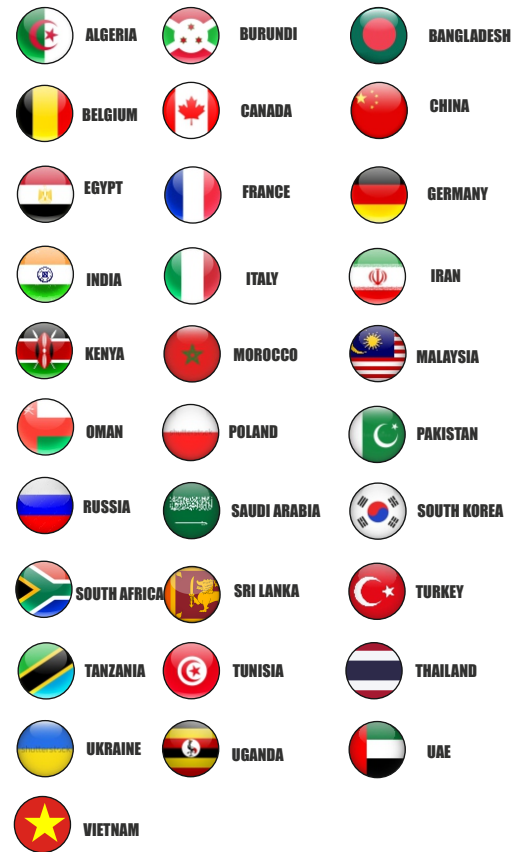 ALGERIA BURUNDI BANGLADESH
BELGIUM CANADA CHINA
EGYPT FRANCE GERMANY
INDIA ITALY IRAN
KENYA MOROCCO MALAYSIA
OMAN POLAND PAKISTAN
RUSSIA SAUDI ARABIA SOUTH KOREA
SOUTH AFRICA SRI LANKA TURKEY
TANZANIA TUNISIA THAILAND
UKRAINE UGANDA UAE
VIETNAM